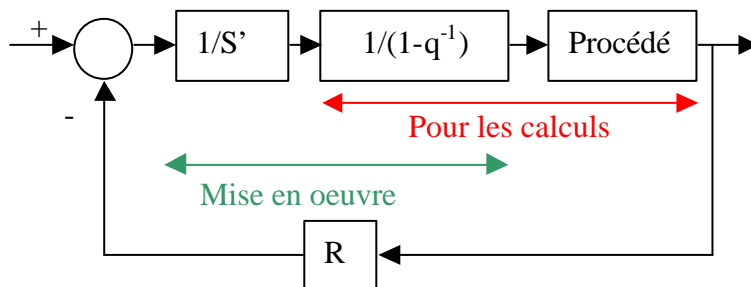 +
1/S’
1/(1-q⁻¹)
Procédé
-
Pour les calculs
Mise en oeuvre
R